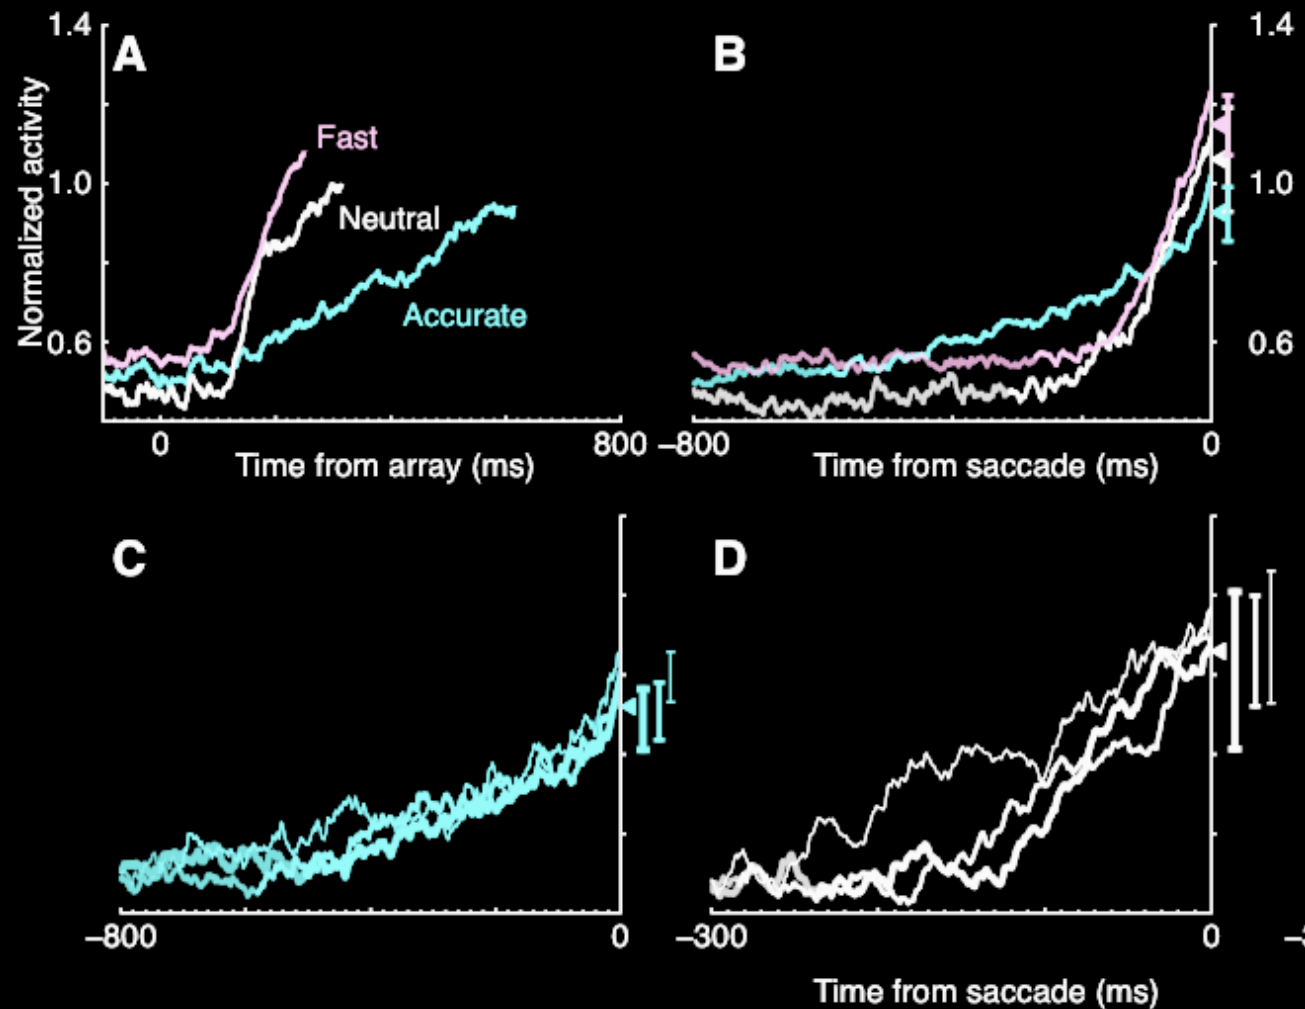 A
B
1.4
1.4
Normalized activity
Fast
1.0
1.0
Neutral
Accurate
0.6
0.6
0
800
–800
0
Time from array (ms)
Time from saccade (ms)
C
D
–800
0
–300
0
Time from saccade (ms)